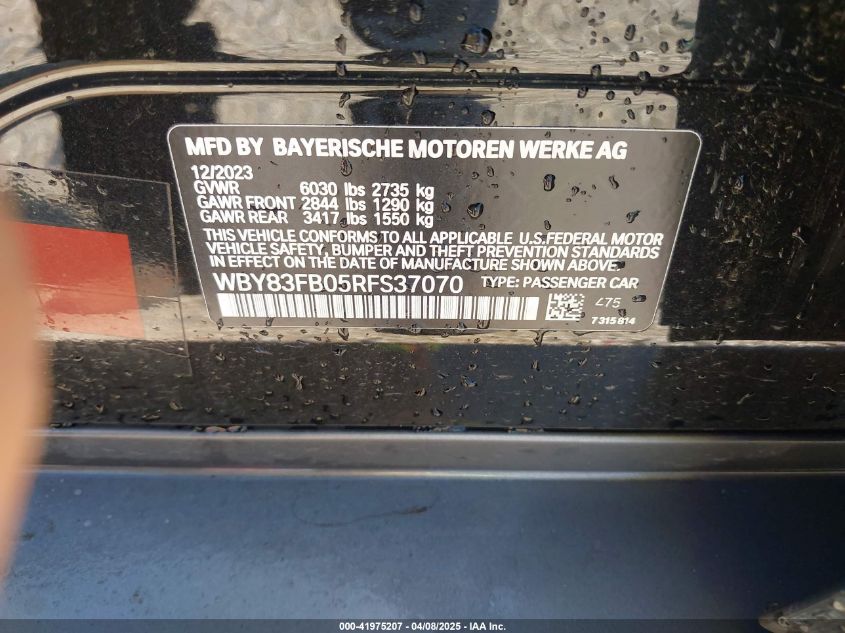 MFD BY BAYERISCHE MOTOREN WERKE AG
12/2023
GVWR 6030 lbs 2735 kg
GAWR FRONT 2844 lbs 1290 kg
GAWR REAR 3417 lbs 1550 kg
THIS VEHICLE CONFORMS TO ALL APPLICABLE U.S.FEDERAL MOTOR
VEHICLE SAFETY, BUMPER AND THEFT PREVENTION STANDARDS
IN EFFECT ON THE DATE OF MANUFACTURE SHOWN ABOVE.
WBY83FB05RFS37070 TYPE: PASSENGER CAR
475
7315814
000-41975207 - 04/08/2025 - IAA Inc.